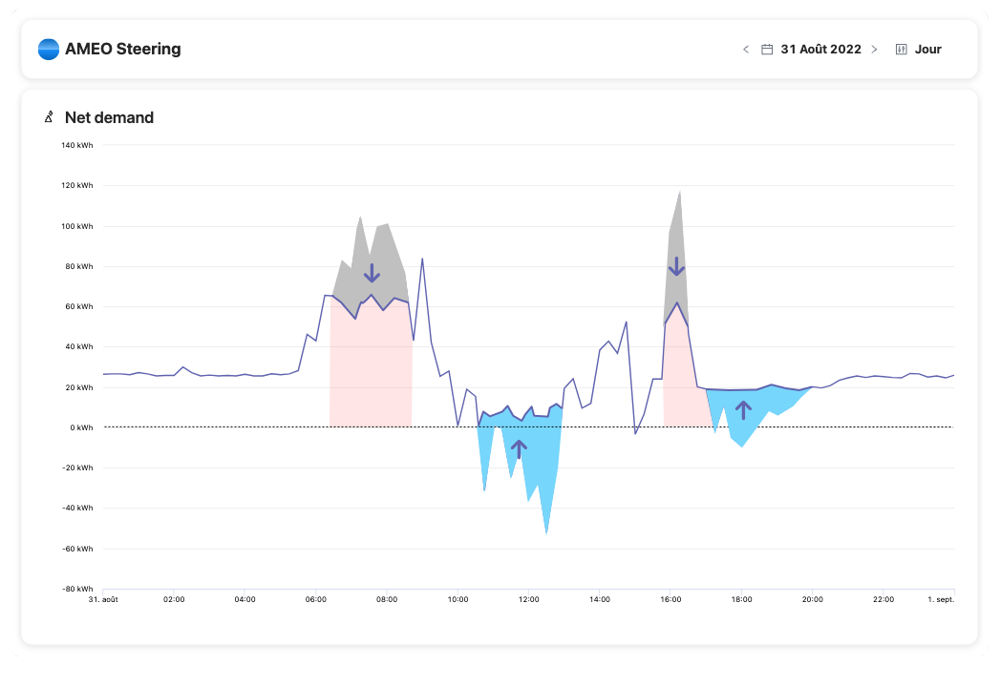 AMEO Steering
31 Août 2022
Jour
Net demand
140 kWh
120 kWh
100 kWh
80 kWh
60 kWh
40 kWh
20 kWh
0 kWh
-20 kWh
-40 kWh
-60 kWh
-80 kWh
31. août 02:00 04:00 06:00 08:00 10:00 12:00 14:00 16:00 18:00 20:00 22:00 1. sept.